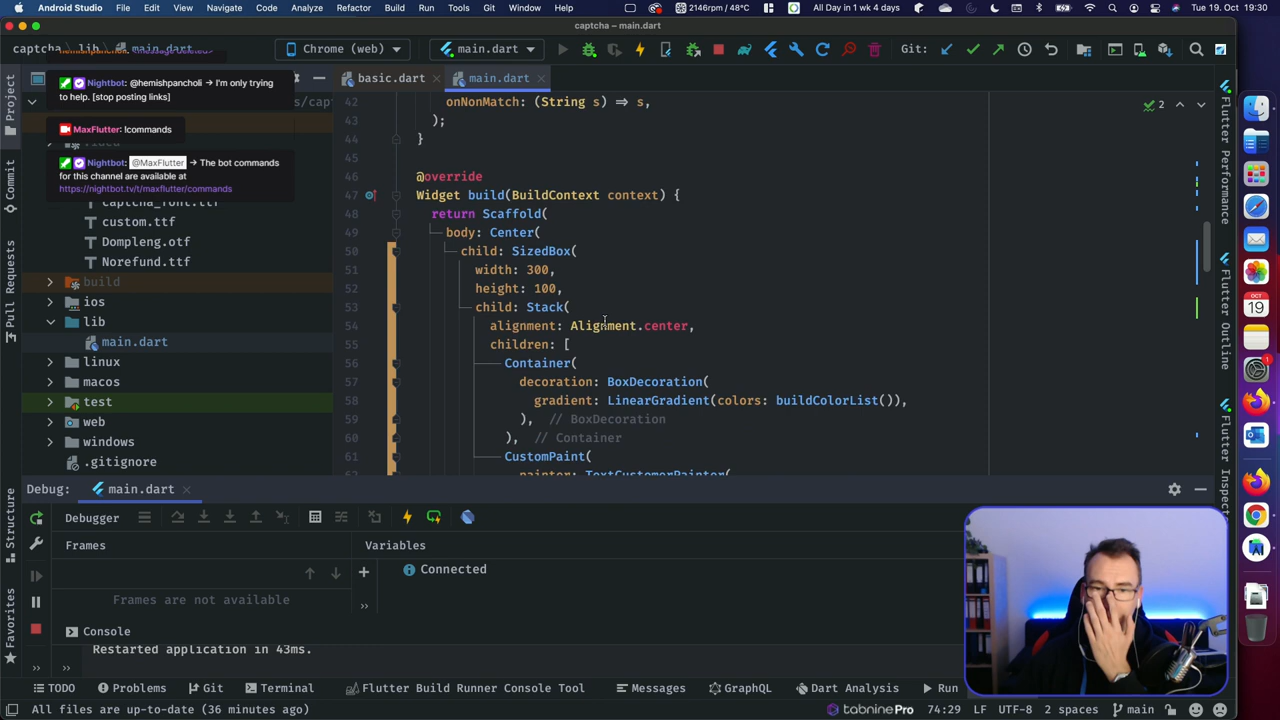 Android Studio File Edit View Navigate Code Analyze Refactor Build Run Tools Git Window Help 2146rpm / 48°C 12 All Day in 1 wk 4 days Tue 19. Oct. 19:30
captcha – main.dart
captcha lib main.dart Chrome (web) main.dart Git:
Nightbot: @hemishpancholi → I'm only trying
to help. [stop posting links]
MaxFlutter: !commands
Nightbot: @MaxFlutter → The bot commands
for this channel are available at
https://nightbot.tv/t/maxflutter/commands
basic.dart main.dart
custom.ttf
Dompleng.otf
Norefund.ttf
build
ios
lib
main.dart
linux
macos
test
web
windows
.gitignore
42 onNonMatch: (String s) => s,
43 );
44 }
45
46 @override
47 Widget build(BuildContext context) {
48 return Scaffold(
49 body: Center(
50 child: SizedBox(
51 width: 300,
52 height: 100,
53 child: Stack(
54 alignment: Alignment.center,
55 children: [
56 Container(
57 decoration: BoxDecoration(
58 gradient: LinearGradient(colors: buildColorList()),
59 ), // BoxDecoration
60 ), // Container
61 CustomPaint(
painter: TextCustomerPainter(
2
Project
Commit
Pull Requests
Structure
Favorites
Flutter Performance
Flutter Outline
Flutter Inspec
OCT
19
1
Debug: main.dart
Debugger
Frames Variables
Connected
Frames are not available
Console
Restarted application in 43ms.
TODO Problems Git Terminal Flutter Build Runner Console Tool Messages GraphQL Dart Analysis Run
All files are up-to-date (36 minutes ago) tabnine Pro 74:29 LF UTF-8 2 spaces main